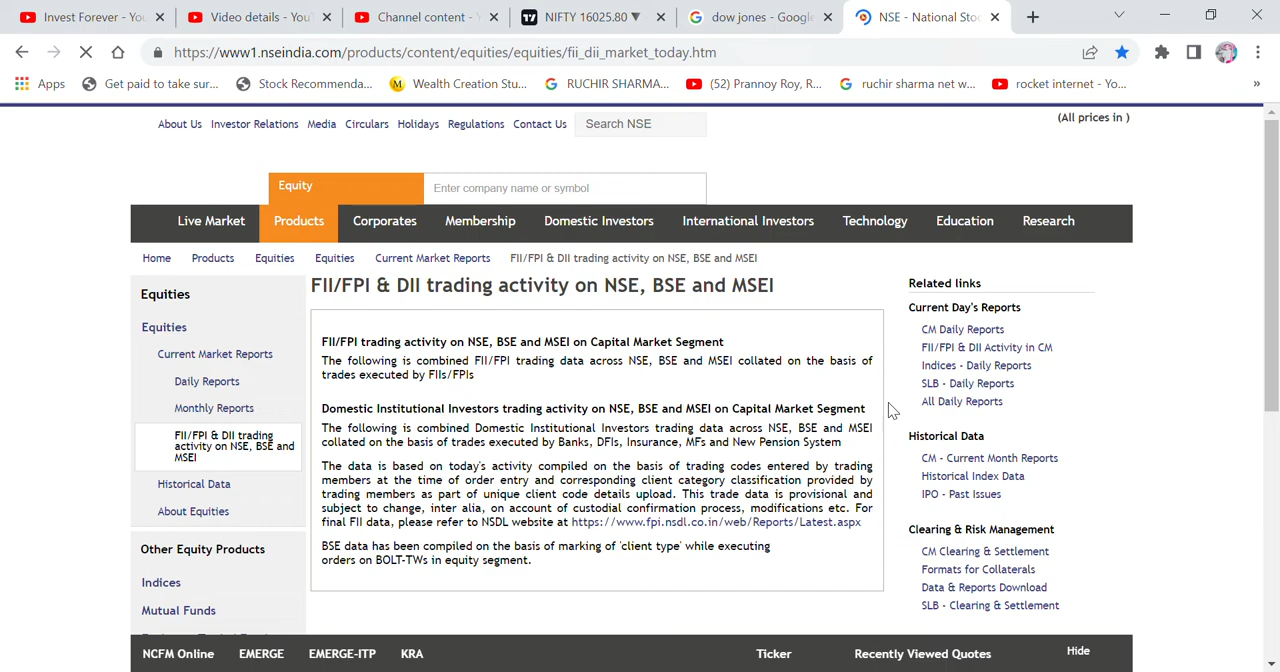 Invest Forever - You
Video details - YouT
Channel content - Y
NIFTY 16025.80 ▼
dow jones - Google
NSE - National Stoc
https://www1.nseindia.com/products/content/equities/equities/fii_dii_market_today.htm
Apps
Get paid to take sur...
Stock Recommenda...
Wealth Creation Stu...
RUCHIR SHARMA...
(52) Prannoy Roy, R...
ruchir sharma net w...
rocket internet - Yo...
»
About Us Investor Relations Media Circulars Holidays Regulations Contact Us
Search NSE
(All prices in )
Equity
Enter company name or symbol
Live Market Products Corporates Membership Domestic Investors International Investors Technology Education Research
Home Products Equities Equities Current Market Reports FII/FPI & DII trading activity on NSE, BSE and MSEI
Equities
Equities
Current Market Reports
Daily Reports
Monthly Reports
FII/FPI & DII trading
activity on NSE, BSE and
MSEI
Historical Data
About Equities
Other Equity Products
Indices
Mutual Funds
FII/FPI & DII trading activity on NSE, BSE and MSEI
FII/FPI trading activity on NSE, BSE and MSEI on Capital Market Segment
The following is combined FII/FPI trading data across NSE, BSE and MSEI collated on the basis of
trades executed by FIIs/FPIs
Domestic Institutional Investors trading activity on NSE, BSE and MSEI on Capital Market Segment
The following is combined Domestic Institutional Investors trading data across NSE, BSE and MSEI
collated on the basis of trades executed by Banks, DFIs, Insurance, MFs and New Pension System
The data is based on today's activity compiled on the basis of trading codes entered by trading
members at the time of order entry and corresponding client category classification provided by
trading members as part of unique client code details upload. This trade data is provisional and
subject to change, inter alia, on account of custodial confirmation process, modifications etc. For
final FII data, please refer to NSDL website at https://www.fpi.nsdl.co.in/web/Reports/Latest.aspx
BSE data has been compiled on the basis of marking of 'client type' while executing
orders on BOLT-TWs in equity segment.
Related links
Current Day's Reports
CM Daily Reports
FII/FPI & DII Activity in CM
Indices - Daily Reports
SLB - Daily Reports
All Daily Reports
Historical Data
CM - Current Month Reports
Historical Index Data
IPO - Past Issues
Clearing & Risk Management
CM Clearing & Settlement
Formats for Collaterals
Data & Reports Download
SLB - Clearing & Settlement
NCFM Online EMERGE EMERGE-ITP KRA Ticker Recently Viewed Quotes Hide